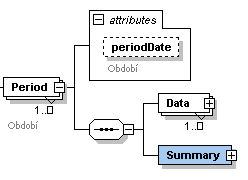 attributes
periodDate
Období
Period
1..□
Období
Data
1..□
Summary